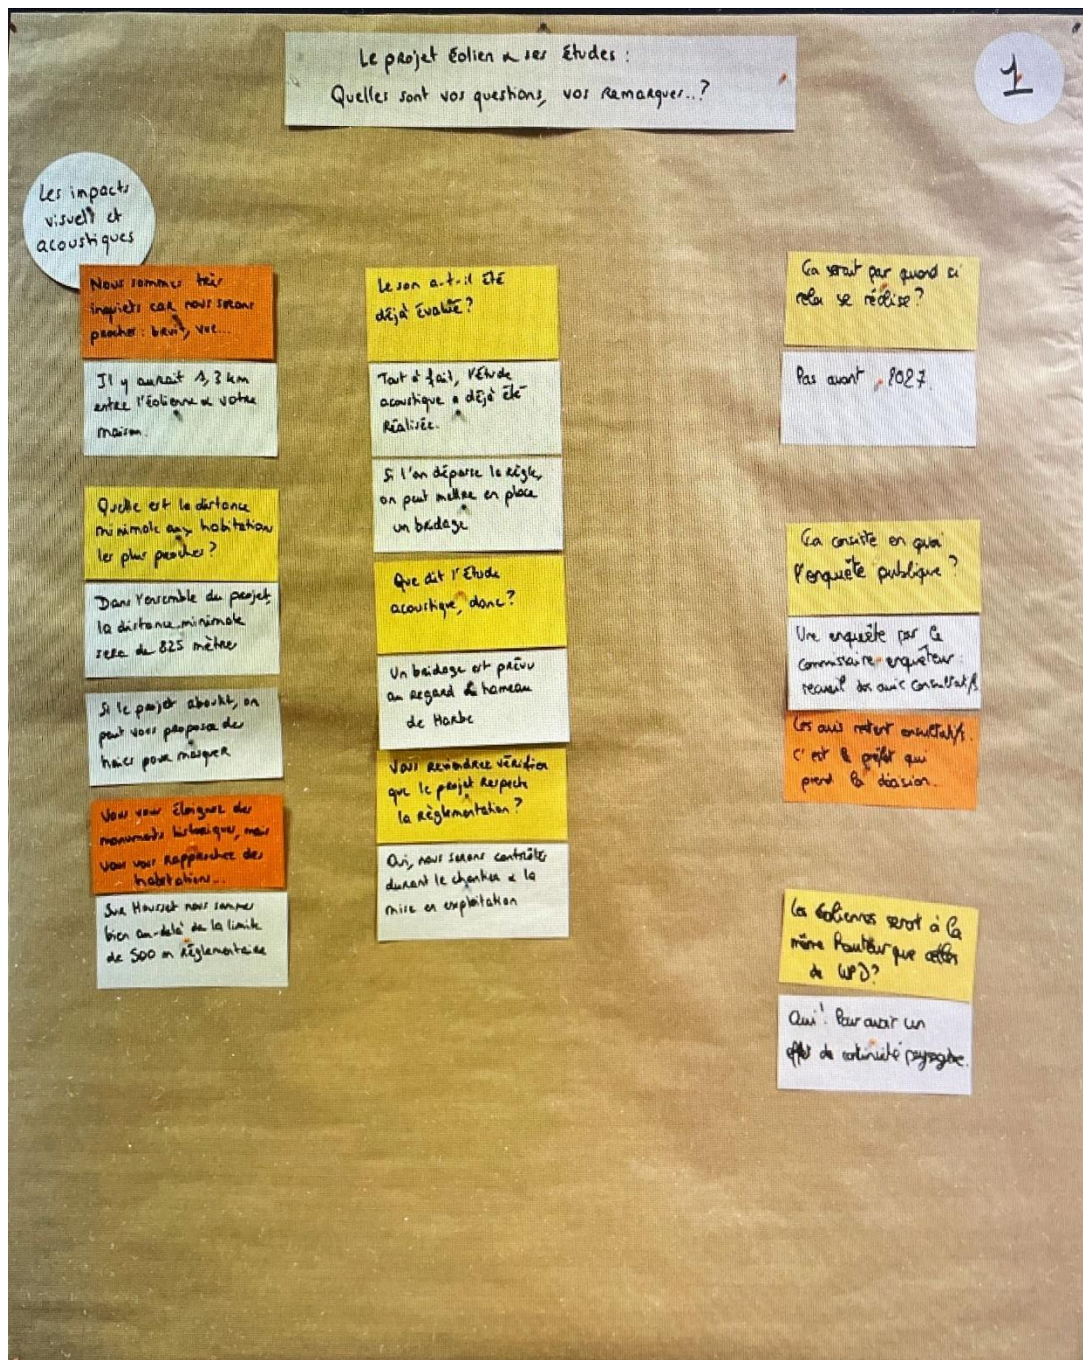 Le projet Éolien & ses Études :
Quelles sont vos questions, vos remarques..?
1
Les impacts
visuels et
acoustiques
Nous sommes très
inquiets car nous serons
proches : bruit, vue...
Il y aurait 1,3 km
entre l'éolienne & votre
maison.
Quelle est la distance
minimale aux habitation
les plus proches ?
Dans l'ensemble du projet,
la distance minimale
sera de 825 mètres
Si le projet aboutit, on
peut vous proposer des
haies pour masquer
Vous vous éloignez des
monuments historiques, mais
vous vous rapprochez des
habitations...
Sur Housset nous sommes
bien au-delà de la limite
de 500 m règlementaire
Le son a-t-il été
déjà évalué ?
Tout à fait, l'étude
acoustique a déjà été
réalisée.
Si l'on dépasse la règle,
on peut mettre en place
un bridage
Que dit l'étude
acoustique, donc ?
Un bridage est prévu
au regard du hameau
de Harbe
Vous reviendrez vérifier
que le projet respecte
la règlementation ?
Oui, nous serons contrôlés
durant le chantier & la
mise en exploitation
Ça serait par quand si
cela se réalise ?
Pas avant 2027.
Ça consiste en quoi
l'enquête publique ?
Une enquête par le
commissaire-enquêteur :
recueil des avis consultatifs
Les avis restent consultatifs.
C'est le préfet qui
prend la décision.
Les éoliennes seront à la
même hauteur que celles
de WPD ?
Oui ! Pour avoir un
effet de continuité paysagère.